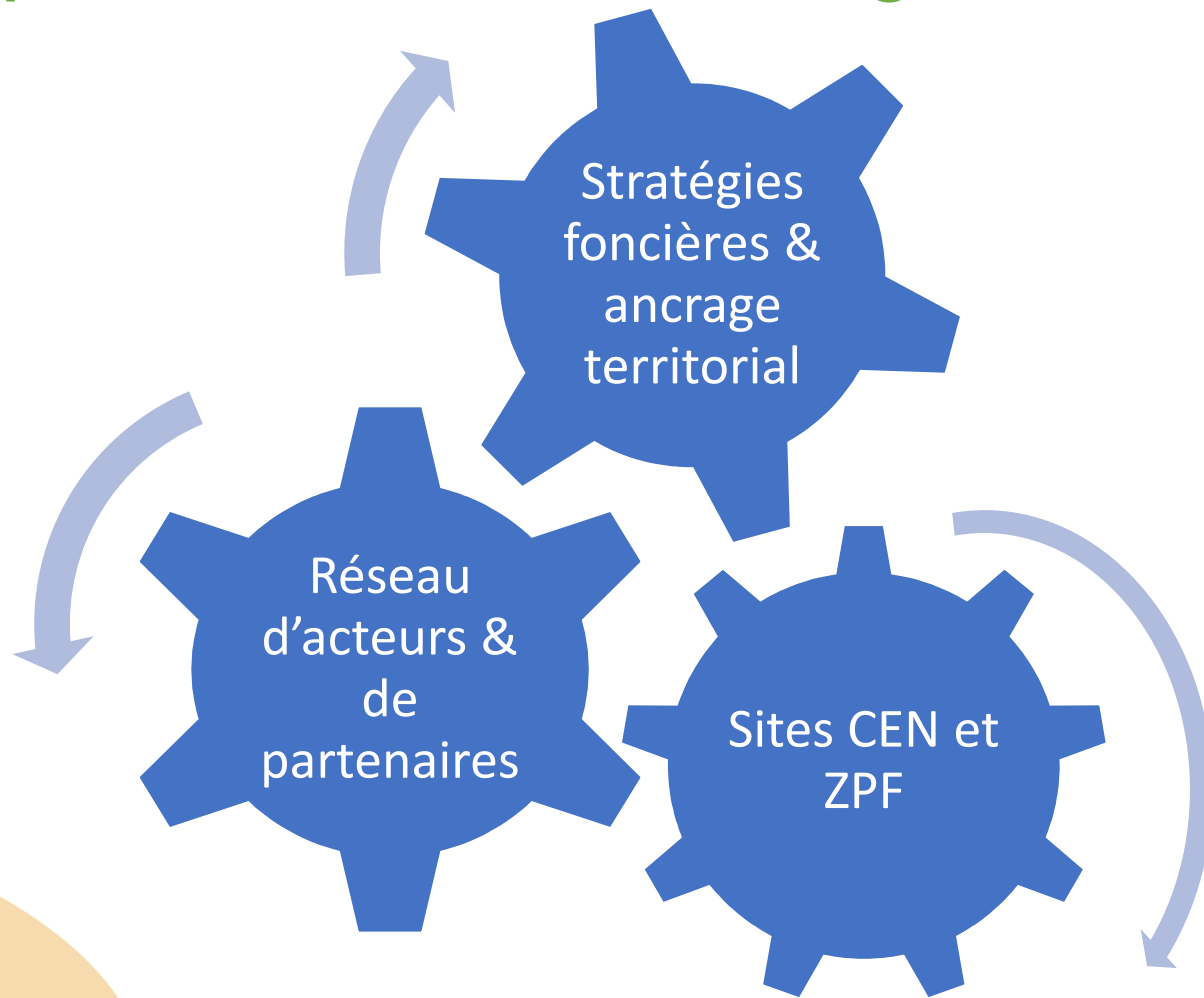 Stratégies
foncières &
ancrage
territorial
Réseau
d’acteurs &
de
partenaires
Sites CEN et
ZPF